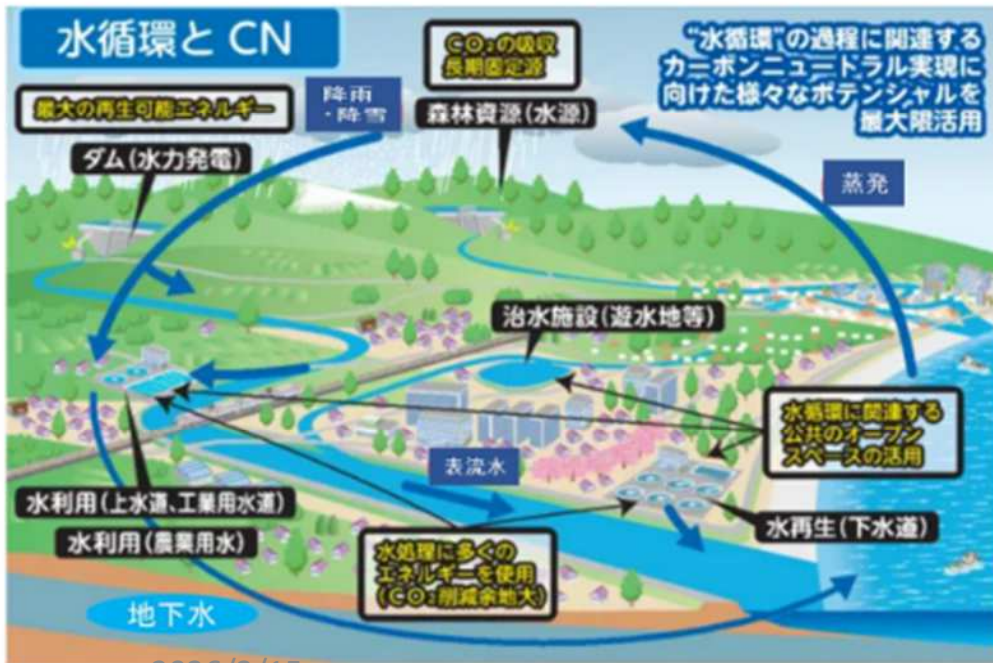 水循環と CN
"水循環"の過程に関連する
カーボンニュートラル実現に
向けた様々なポテンシャルを
最大限活用
CO₂の吸収
長期固定源
森林資源(水源)
降雨
・降雪
最大の再生可能エネルギー
ダム(水力発電)
蒸発
治水施設(遊水地等)
水循環に関連する
公共のオープン
スペースの活用
表流水
水利用(上水道、工業用水道)
水利用(農業用水)
水再生(下水道)
水処理に多くの
エネルギーを使用
(CO₂削減余地大)
地下水